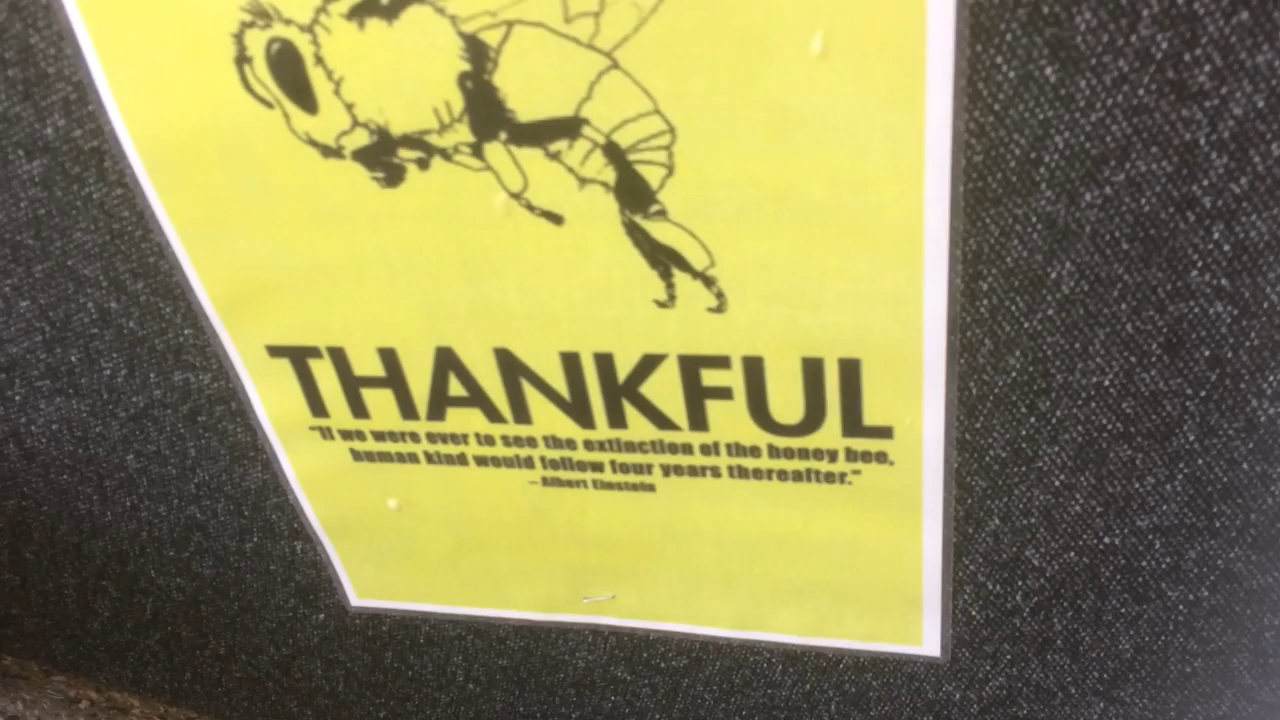 THANKFUL
"If we were ever to see the extinction of the honey bee,
human kind would follow four years thereafter."
– Albert Einstein